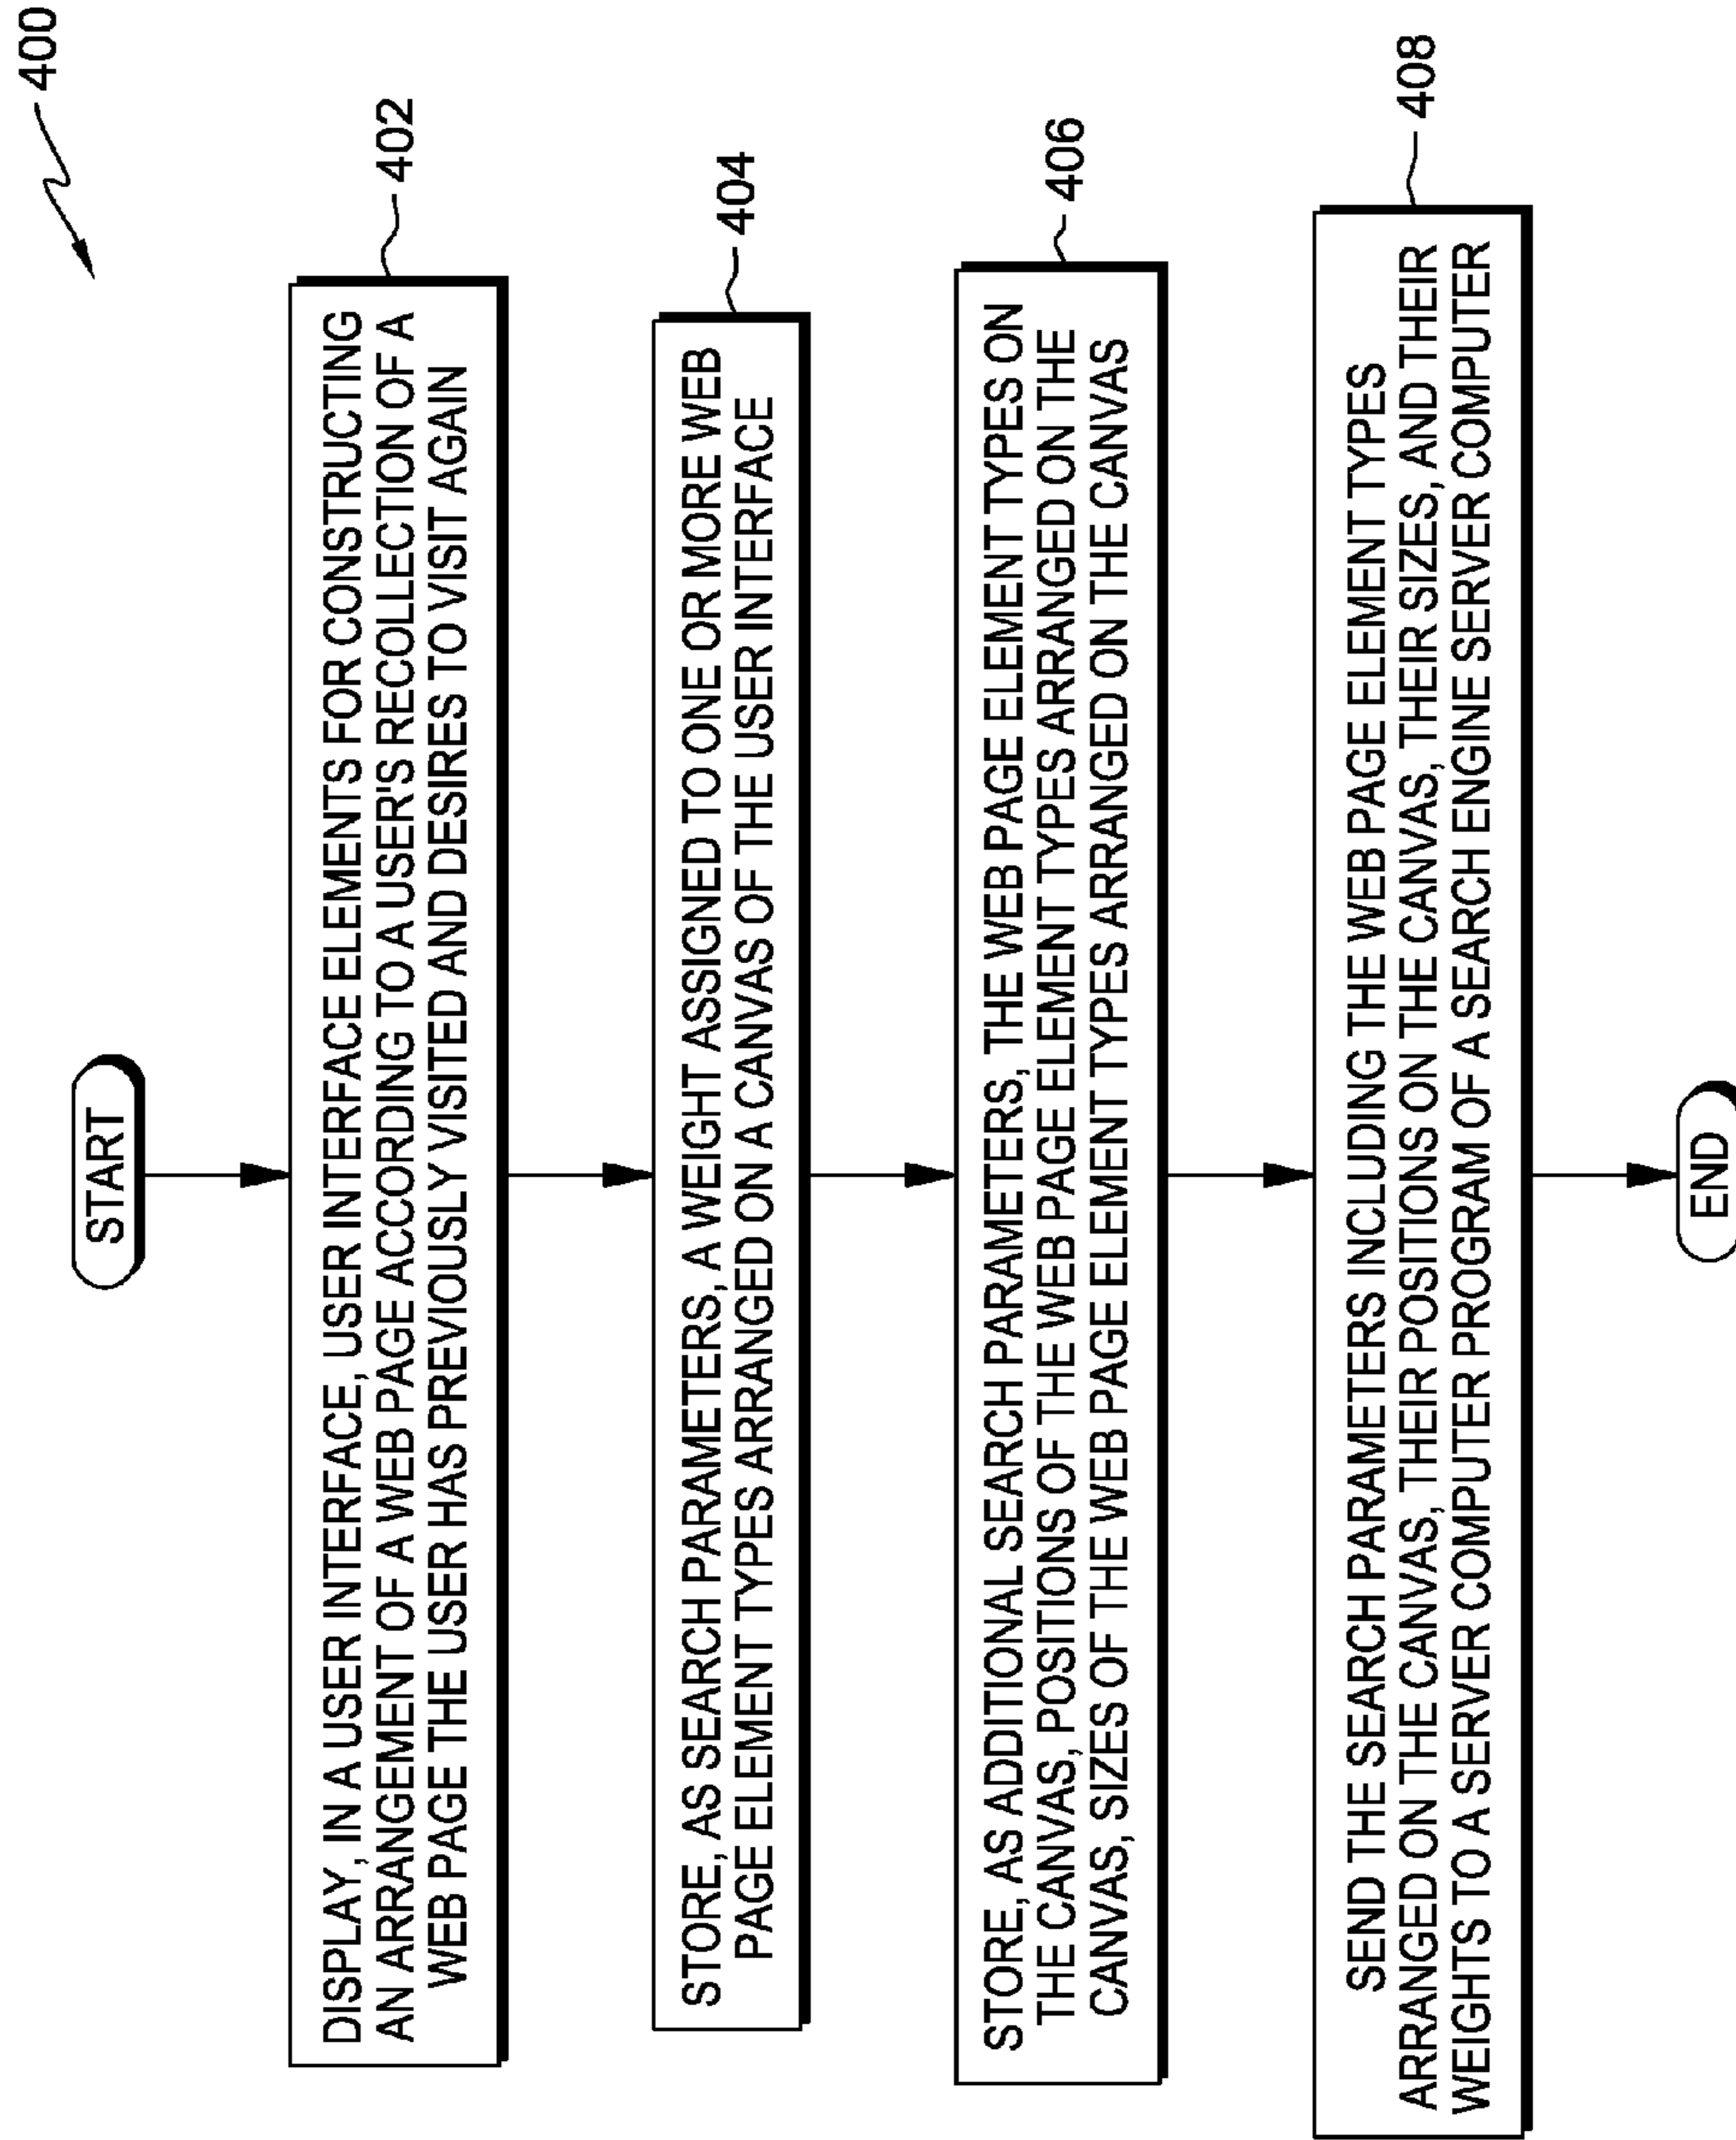 400
START
DISPLAY, IN A USER INTERFACE, USER INTERFACE ELEMENTS FOR CONSTRUCTING
AN ARRANGEMENT OF A WEB PAGE ACCORDING TO A USER'S RECOLLECTION OF A
WEB PAGE THE USER HAS PREVIOUSLY VISITED AND DESIRES TO VISIT AGAIN
402
STORE, AS SEARCH PARAMETERS, A WEIGHT ASSIGNED TO ONE OR MORE WEB
PAGE ELEMENT TYPES ARRANGED ON A CANVAS OF THE USER INTERFACE
404
STORE, AS ADDITIONAL SEARCH PARAMETERS, THE WEB PAGE ELEMENT TYPES ON
THE CANVAS, POSITIONS OF THE WEB PAGE ELEMENT TYPES ARRANGED ON THE
CANVAS, SIZES OF THE WEB PAGE ELEMENT TYPES ARRANGED ON THE CANVAS
406
SEND THE SEARCH PARAMETERS INCLUDING THE WEB PAGE ELEMENT TYPES
ARRANGED ON THE CANVAS, THEIR POSITIONS ON THE CANVAS, THEIR SIZES, AND THEIR
WEIGHTS TO A SERVER COMPUTER PROGRAM OF A SEARCH ENGINE SERVER COMPUTER
408
END